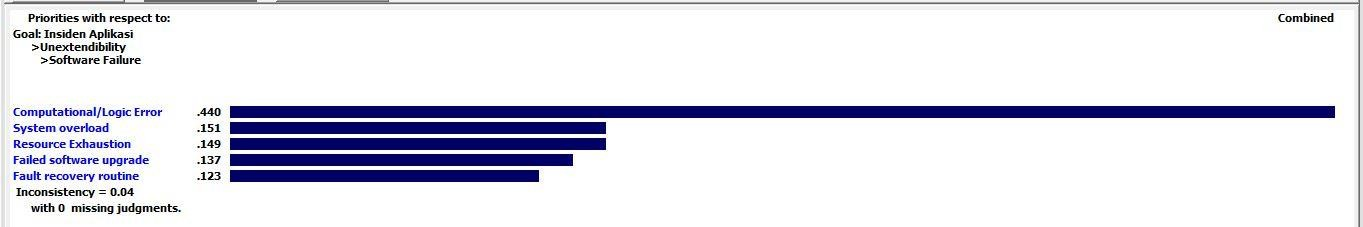 Priorities with respect to: Combined
Goal: Insiden Aplikasi
>Unextendibility
>Software Failure
Computational/Logic Error .440
System overload .151
Resource Exhaustion .149
Failed software upgrade .137
Fault recovery routine .123
Inconsistency = 0.04
with 0 missing judgments.